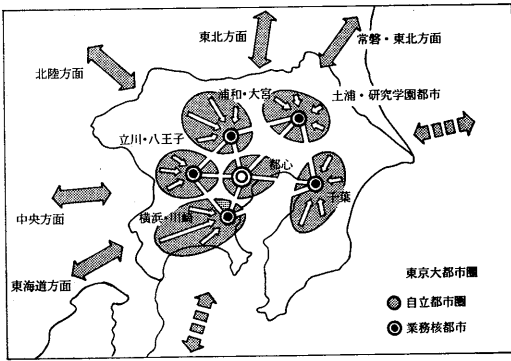 東北方面
常磐・東北方面
北陸方面
浦和・大宮
土浦・研究学園都市
立川・八王子
都心
千葉
中央方面
横浜・川崎
東海道方面
東京大都市圏
自立都市圏
業務核都市